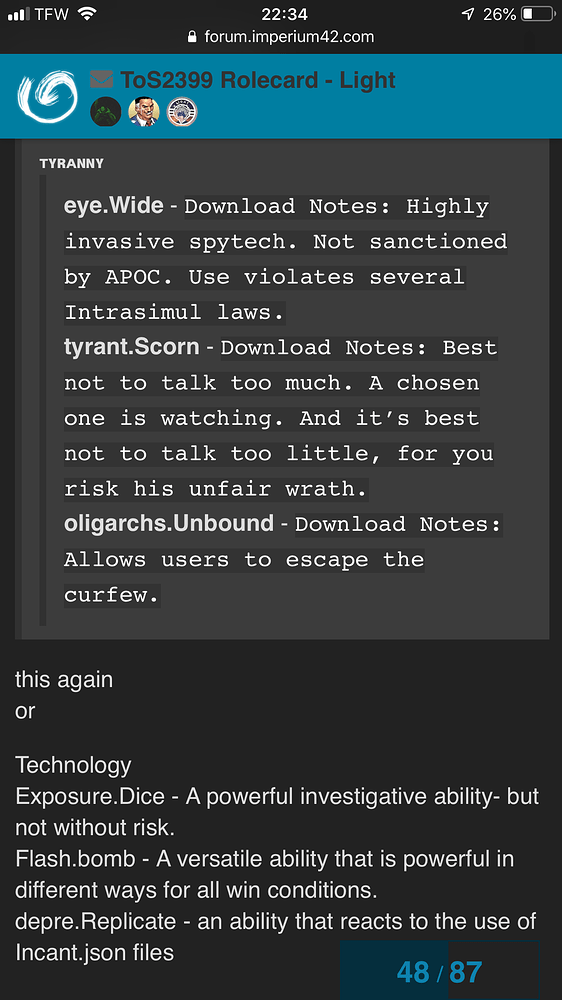 TFW 22:34 26%
forum.imperium42.com
ToS2399 Rolecard - Light
TYRANNY
eye.Wide - Download Notes: Highly
invasive spytech. Not sanctioned
by APOC. Use violates several
Intrasimul laws.
tyrant.Scorn - Download Notes: Best
not to talk too much. A chosen
one is watching. And it’s best
not to talk too little, for you
risk his unfair wrath.
oligarchs.Unbound - Download Notes:
Allows users to escape the
curfew.
this again
or
Technology
Exposure.Dice - A powerful investigative ability- but
not without risk.
Flash.bomb - A versatile ability that is powerful in
different ways for all win conditions.
depre.Replicate - an ability that reacts to the use of
Incant.json files
48 / 87